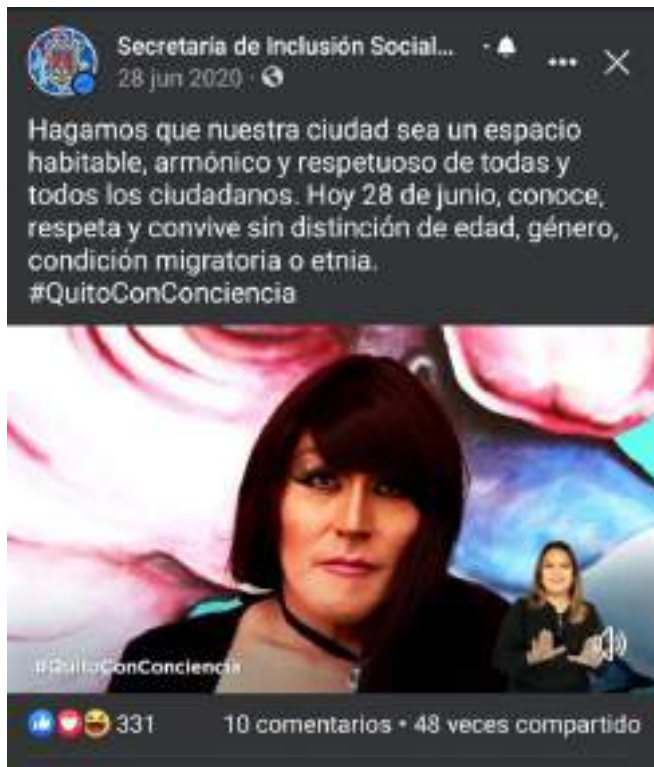 Secretaría de Inclusión Social...
28 jun 2020
Hagamos que nuestra ciudad sea un espacio
habitable, armónico y respetuoso de todas y
todos los ciudadanos. Hoy 28 de junio, conoce,
respeta y convive sin distinción de edad, género,
condición migratoria o etnia.
#QuitoConConciencia
#QuitoConConciencia
331
10 comentarios • 48 veces compartido